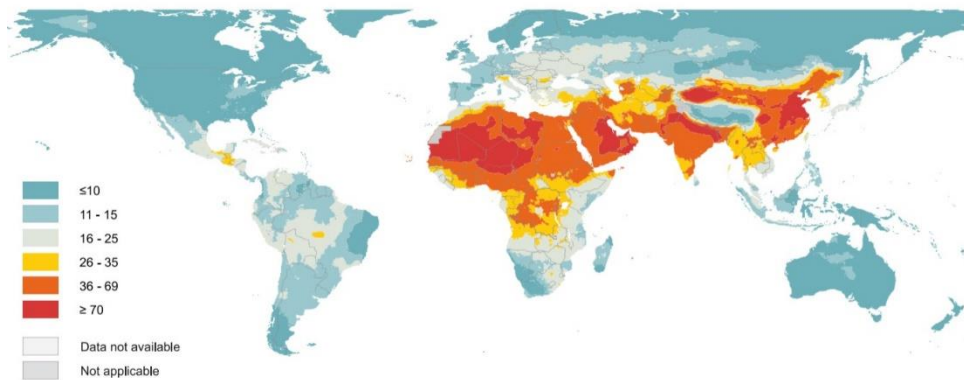 ≤10
11 - 15
16 - 25
26 - 35
36 - 69
≥ 70
Data not available
Not applicable